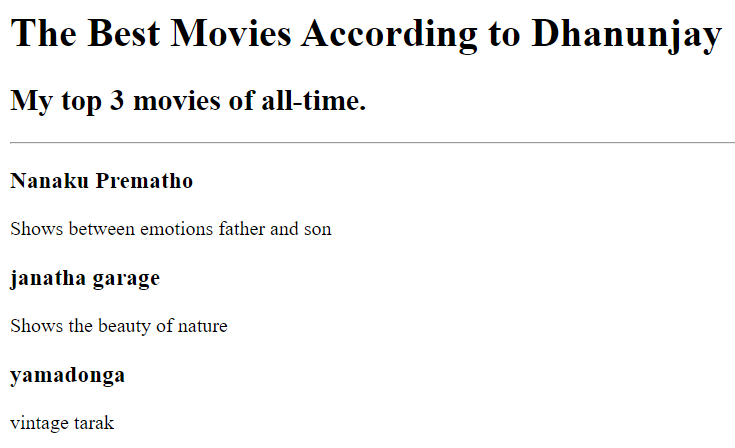 The Best Movies According to Dhanunjay
My top 3 movies of all-time.
Nanaku Prematho
Shows between emotions father and son
janatha garage
Shows the beauty of nature
yamadonga
vintage tarak